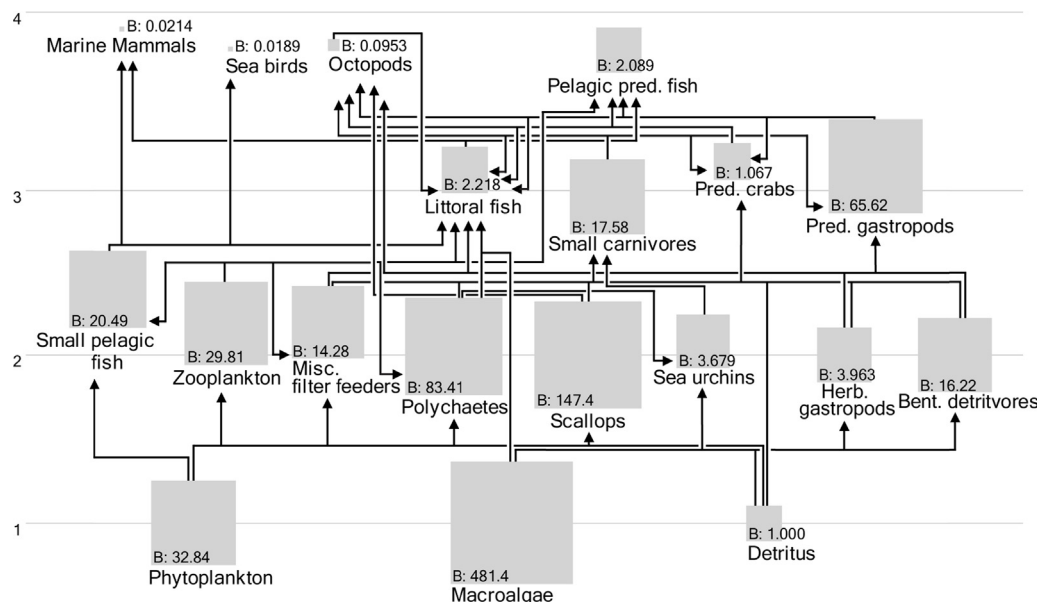 4
B: 0.0214
Marine Mammals
B: 0.0189
Sea birds
B: 0.0953
Octopods
B: 2.089
Pelagic pred. fish
3
B: 2.218
Littoral fish
B: 17.58
Small carnivores
B: 1.067
Pred. crabs
B: 65.62
Pred. gastropods
2
B: 20.49
Small pelagic
fish
B: 29.81
Zooplankton
B: 14.28
Misc.
filter feeders
B: 83.41
Polychaetes
B: 147.4
Scallops
B: 3.679
Sea urchins
B: 3.963
Herb.
gastropods
B: 16.22
Bent. detritvores
1
B: 32.84
Phytoplankton
B: 481.4
Macroalgae
B: 1.000
Detritus